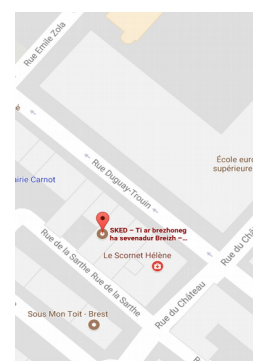 Rue Emile Zola
é
Rue Duguay-Trouin
École euro
supérieure
airie Carnot
SKED – Ti ar brezhoneg
ha sevenadur Breizh –...
Le Scornet Hélène
Rue de la Sarthe
Rue de la Sarthe
Rue du Château
Rue du Ch
Sous Mon Toit - Brest